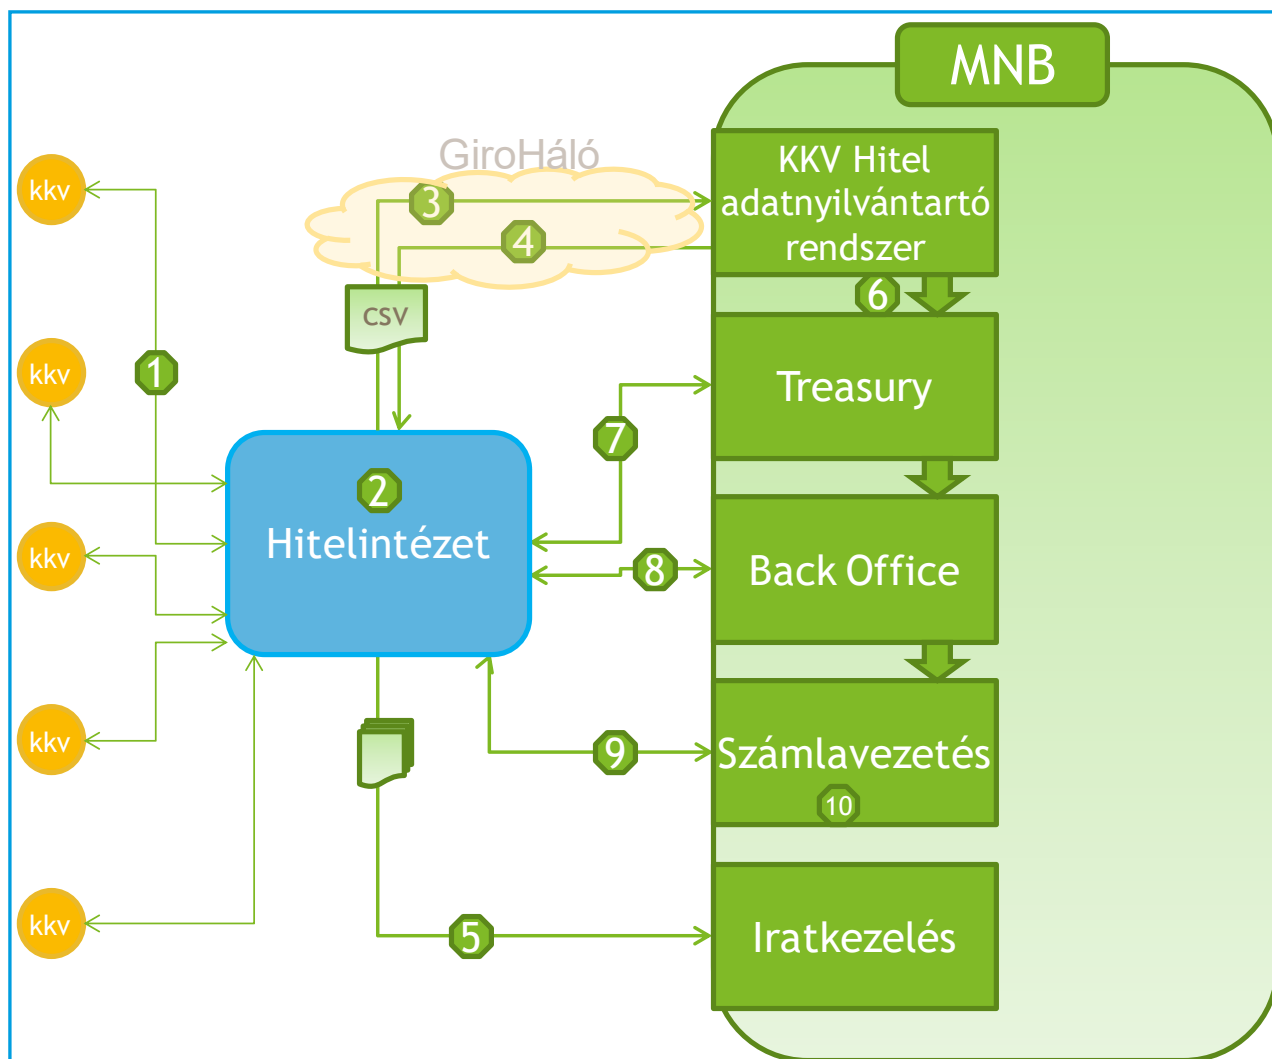 MNB
GiroHáló
KKV Hitel
adatnyilvántartó
rendszer
kkv
3
4
6
CSV
kkv
1
Treasury
7
2
Hitelintézet
kkv
8
Back Office
kkv
9
Számlavezetés
10
kkv
5
Iratkezelés